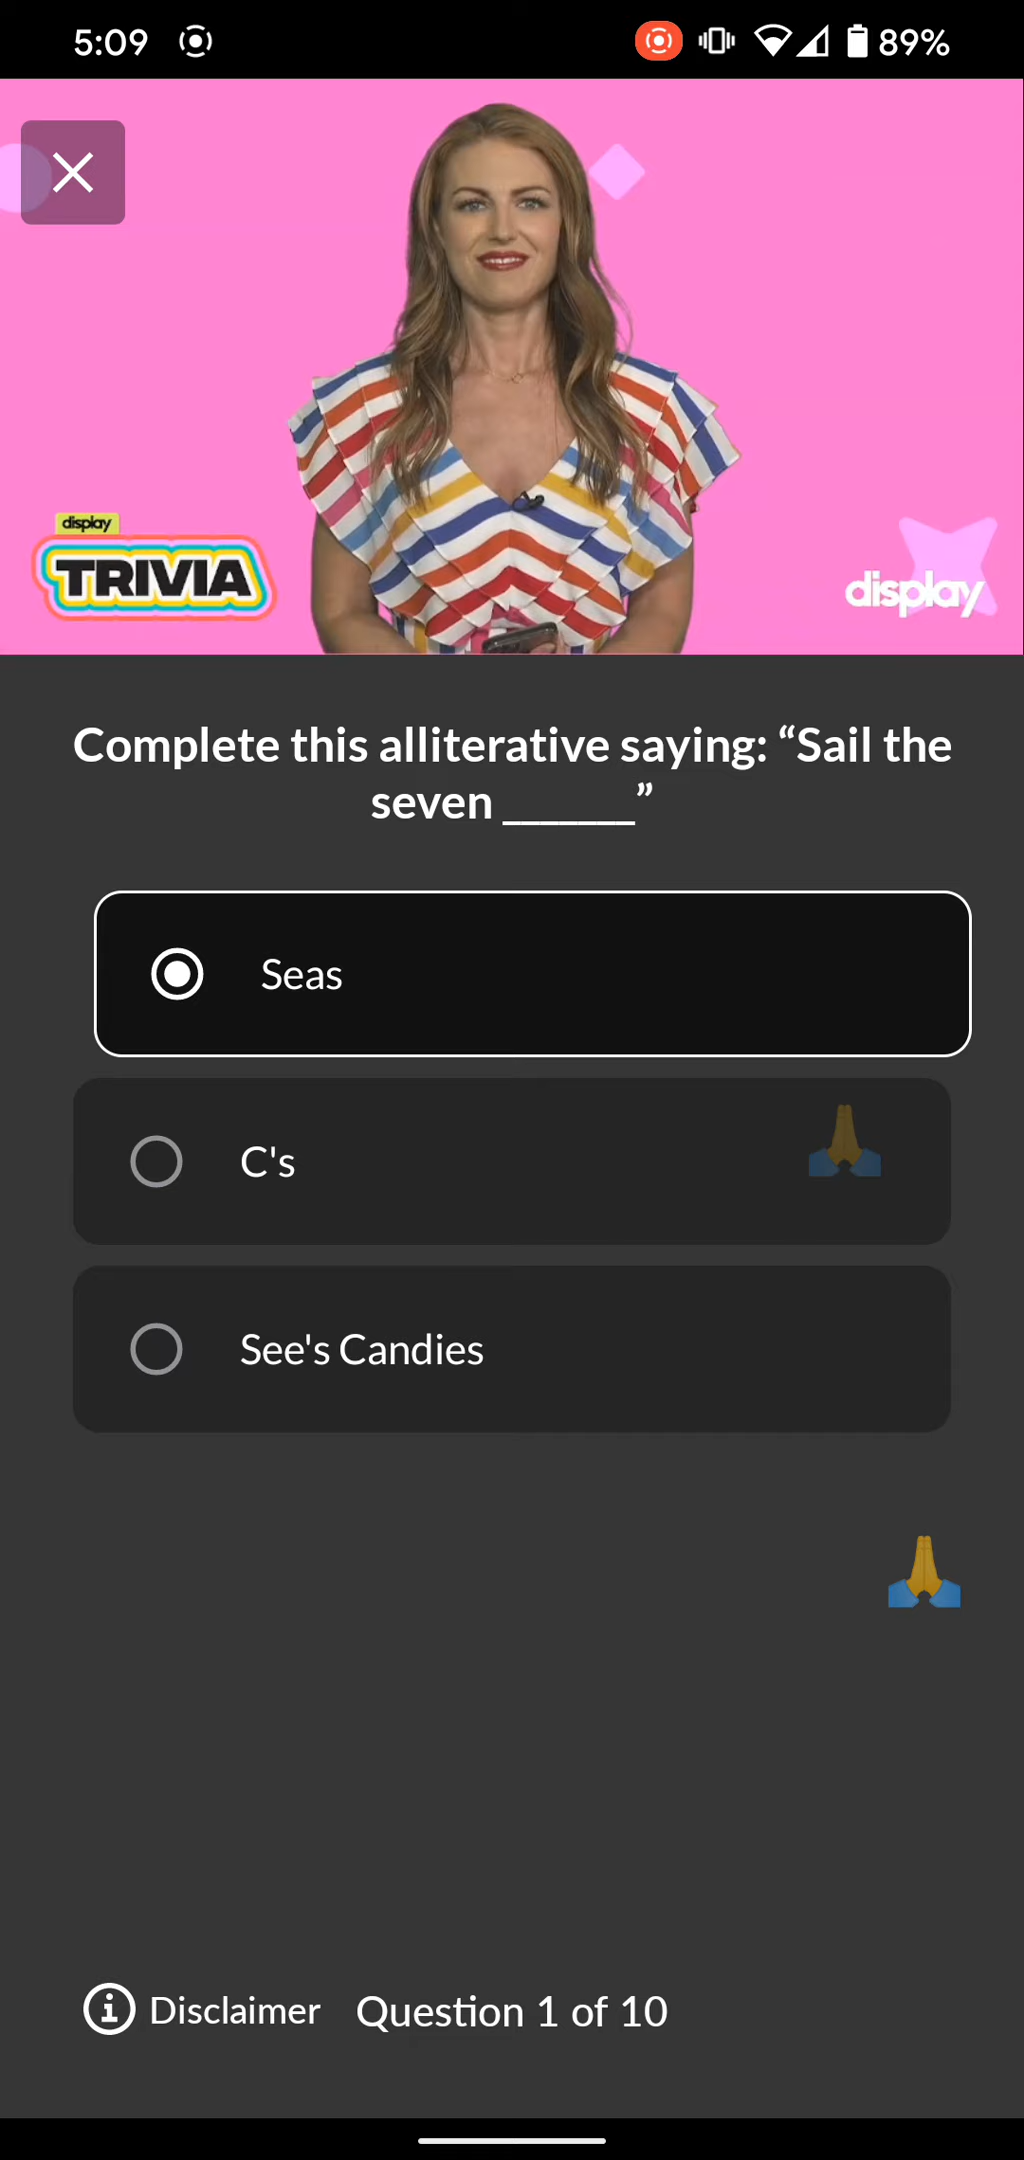 5:09
89%
display
TRIVIA
display
Complete this alliterative saying: “Sail the
seven ______”
Seas
C's
See's Candies
Disclaimer Question 1 of 10